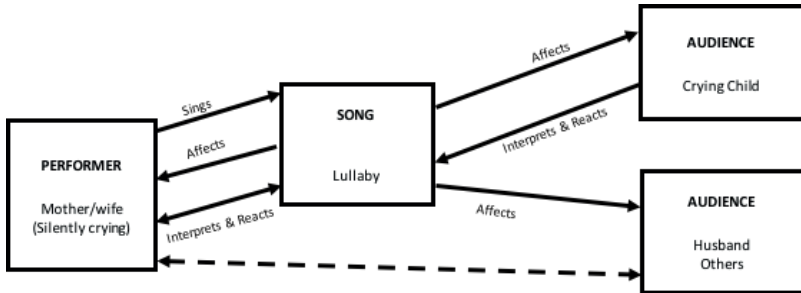 PERFORMER
Mother/wife
(Silently crying)
Sings
Affects
Interprets & Reacts
SONG
Lullaby
Affects
Interprets & Reacts
Affects
AUDIENCE
Crying Child
AUDIENCE
Husband
Others